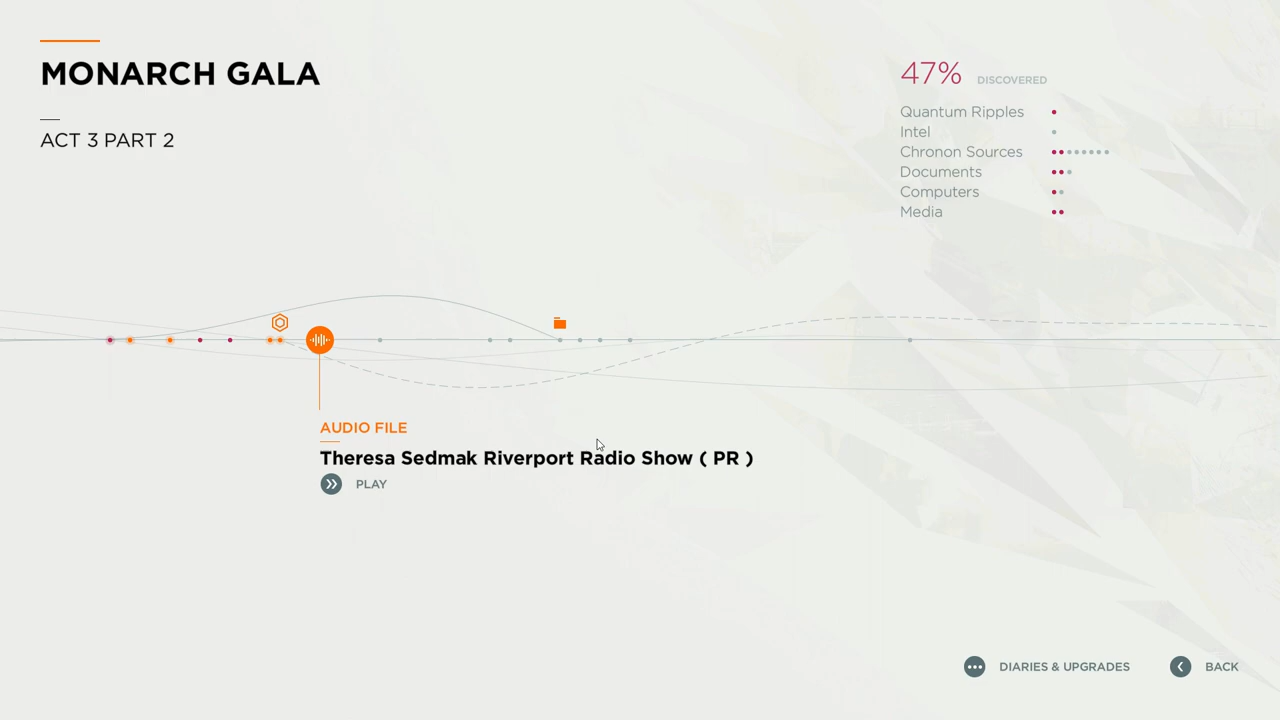 MONARCH GALA
ACT 3 PART 2
47% DISCOVERED
Quantum Ripples
Intel
Chronon Sources
Documents
Computers
Media
AUDIO FILE
Theresa Sedmak Riverport Radio Show ( PR )
PLAY
DIARIES & UPGRADES
BACK